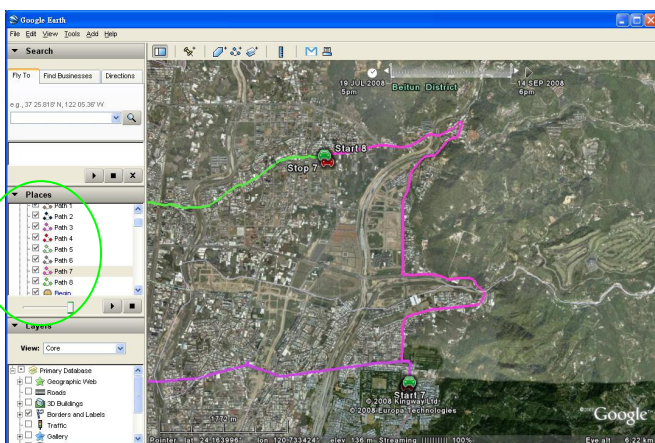 Google Earth
File Edit View Tools Add Help
Search
Fly To Find Businesses Directions
e.g., 37 25.818' N, 122 05.36' W
Places
Path 1
Path 2
Path 3
Path 4
Path 5
Path 6
Path 7
Path 8
Begin
Layers
View: Core
Primary Database
Geographic Web
Roads
3D Buildings
Borders and Labels
Traffic
Gallery
19 JUL 2008
5pm
14 SEP 2008
6pm
Beitun District
Start 8
Stop 7
Start 7
© 2008 Kingway Ltd.
© 2008 Europa Technologies
1772 m
Google
Pointer lat 24.163996° lon 120.733424° elev 136 m Streaming |||||||||| 100% Eye alt 6.22 km